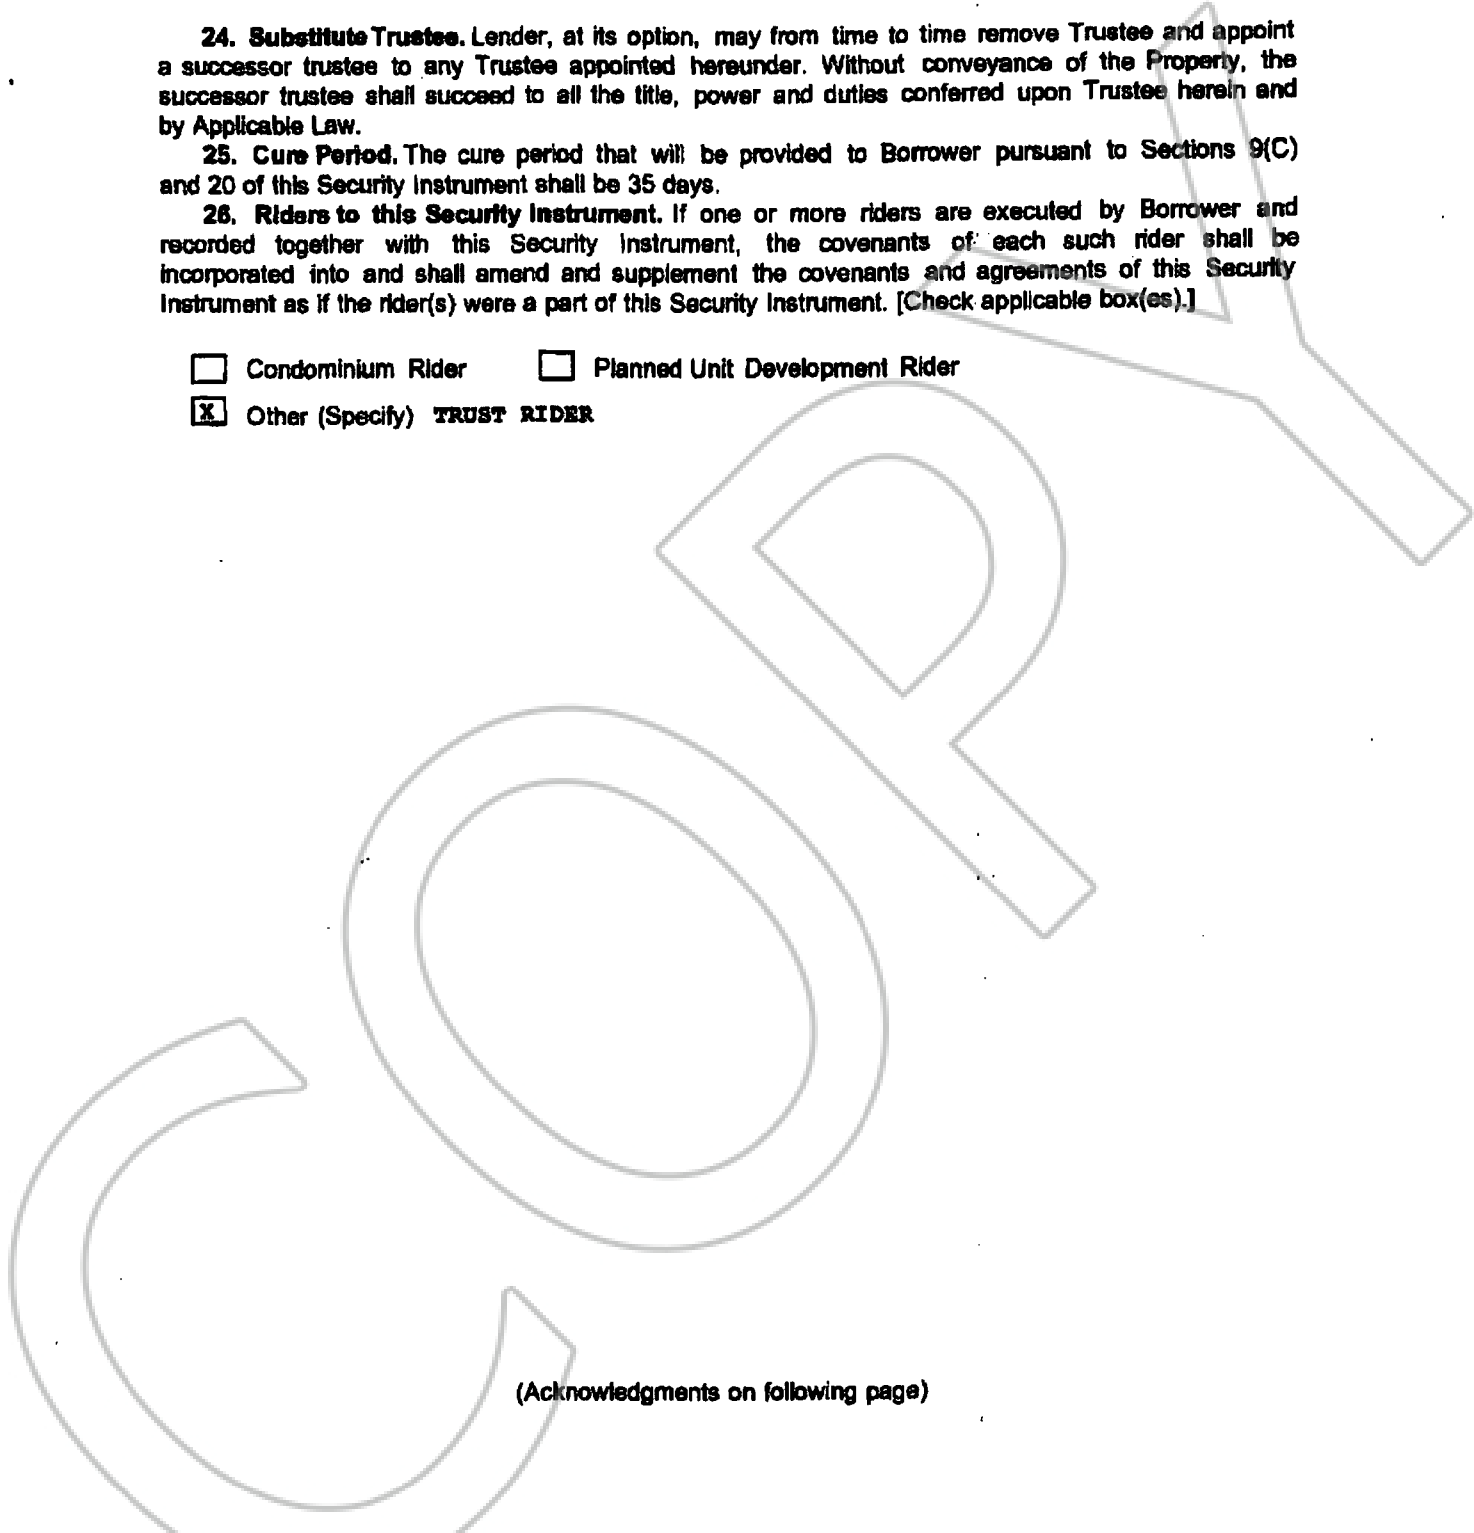 24. Substitute Trustee. Lender, at its option, may from time to time remove Trustee and appoint
a successor trustee to any Trustee appointed hereunder. Without conveyance of the Property, the
successor trustee shall succeed to all the title, power and duties conferred upon Trustee herein and
by Applicable Law.
25. Cure Period. The cure period that will be provided to Borrower pursuant to Sections 9(C)
and 20 of this Security Instrument shall be 35 days.
26. Riders to this Security Instrument. If one or more riders are executed by Borrower and
recorded together with this Security Instrument, the covenants of each such rider shall be
incorporated into and shall amend and supplement the covenants and agreements of this Security
Instrument as if the rider(s) were a part of this Security Instrument. [Check applicable box(es).]
Condominium Rider Planned Unit Development Rider
X Other (Specify) TRUST RIDER
COPY
(Acknowledgments on following page)